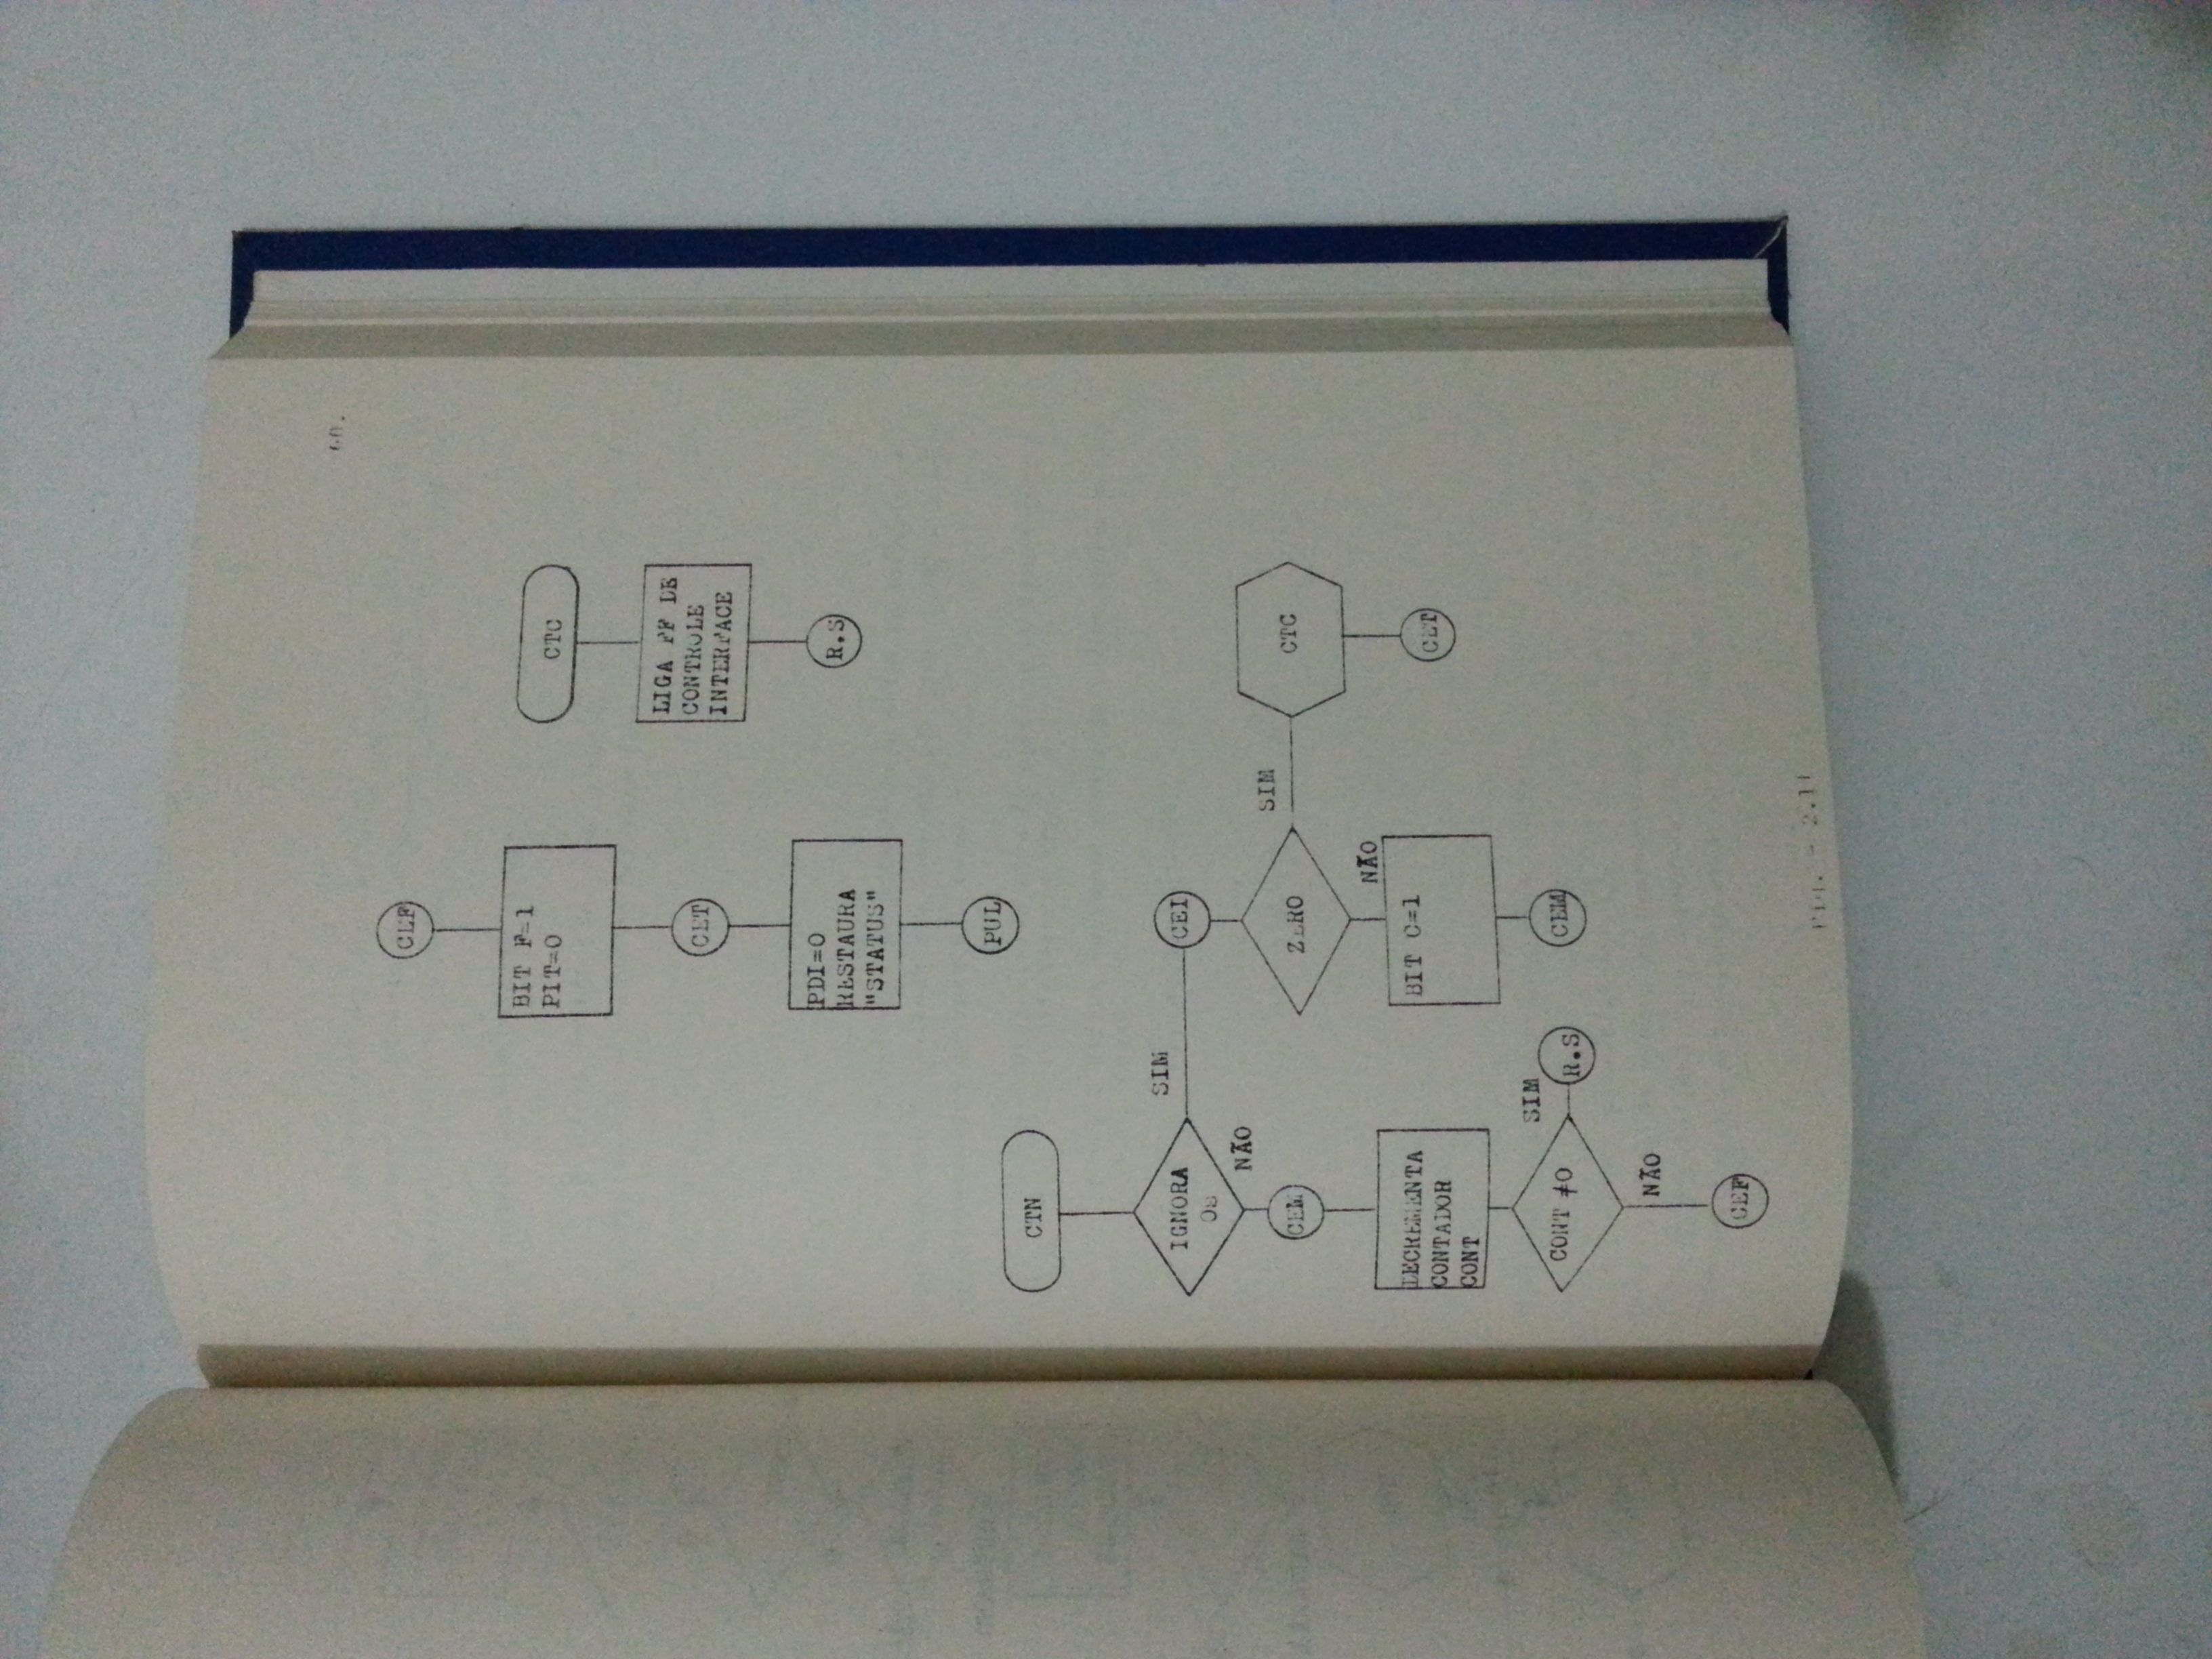 60.
CEF
BIT F=1
PIT=0
CET
PDI=0
RESTAURA
"STATUS"
PUL
CTC
LIGA FF DE
CONTROLE
INTERFACE
R.S
CTN
IGNORA
OS
SIM
NÃO
CEI
CEM
ZERO
SIM
NÃO
CTC
CET
DECREMENTA
CONTADOR
CONT
BIT C=1
CEM
CONT ≠0
SIM
R.S
NÃO
CEF
2.11